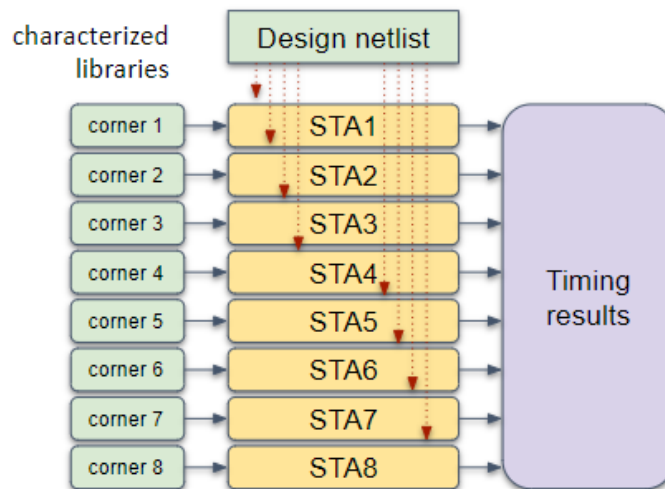 characterized
libraries
Design netlist
corner 1
STA1
corner 2
STA2
corner 3
STA3
corner 4
STA4
corner 5
STA5
corner 6
STA6
corner 7
STA7
corner 8
STA8
Timing
results